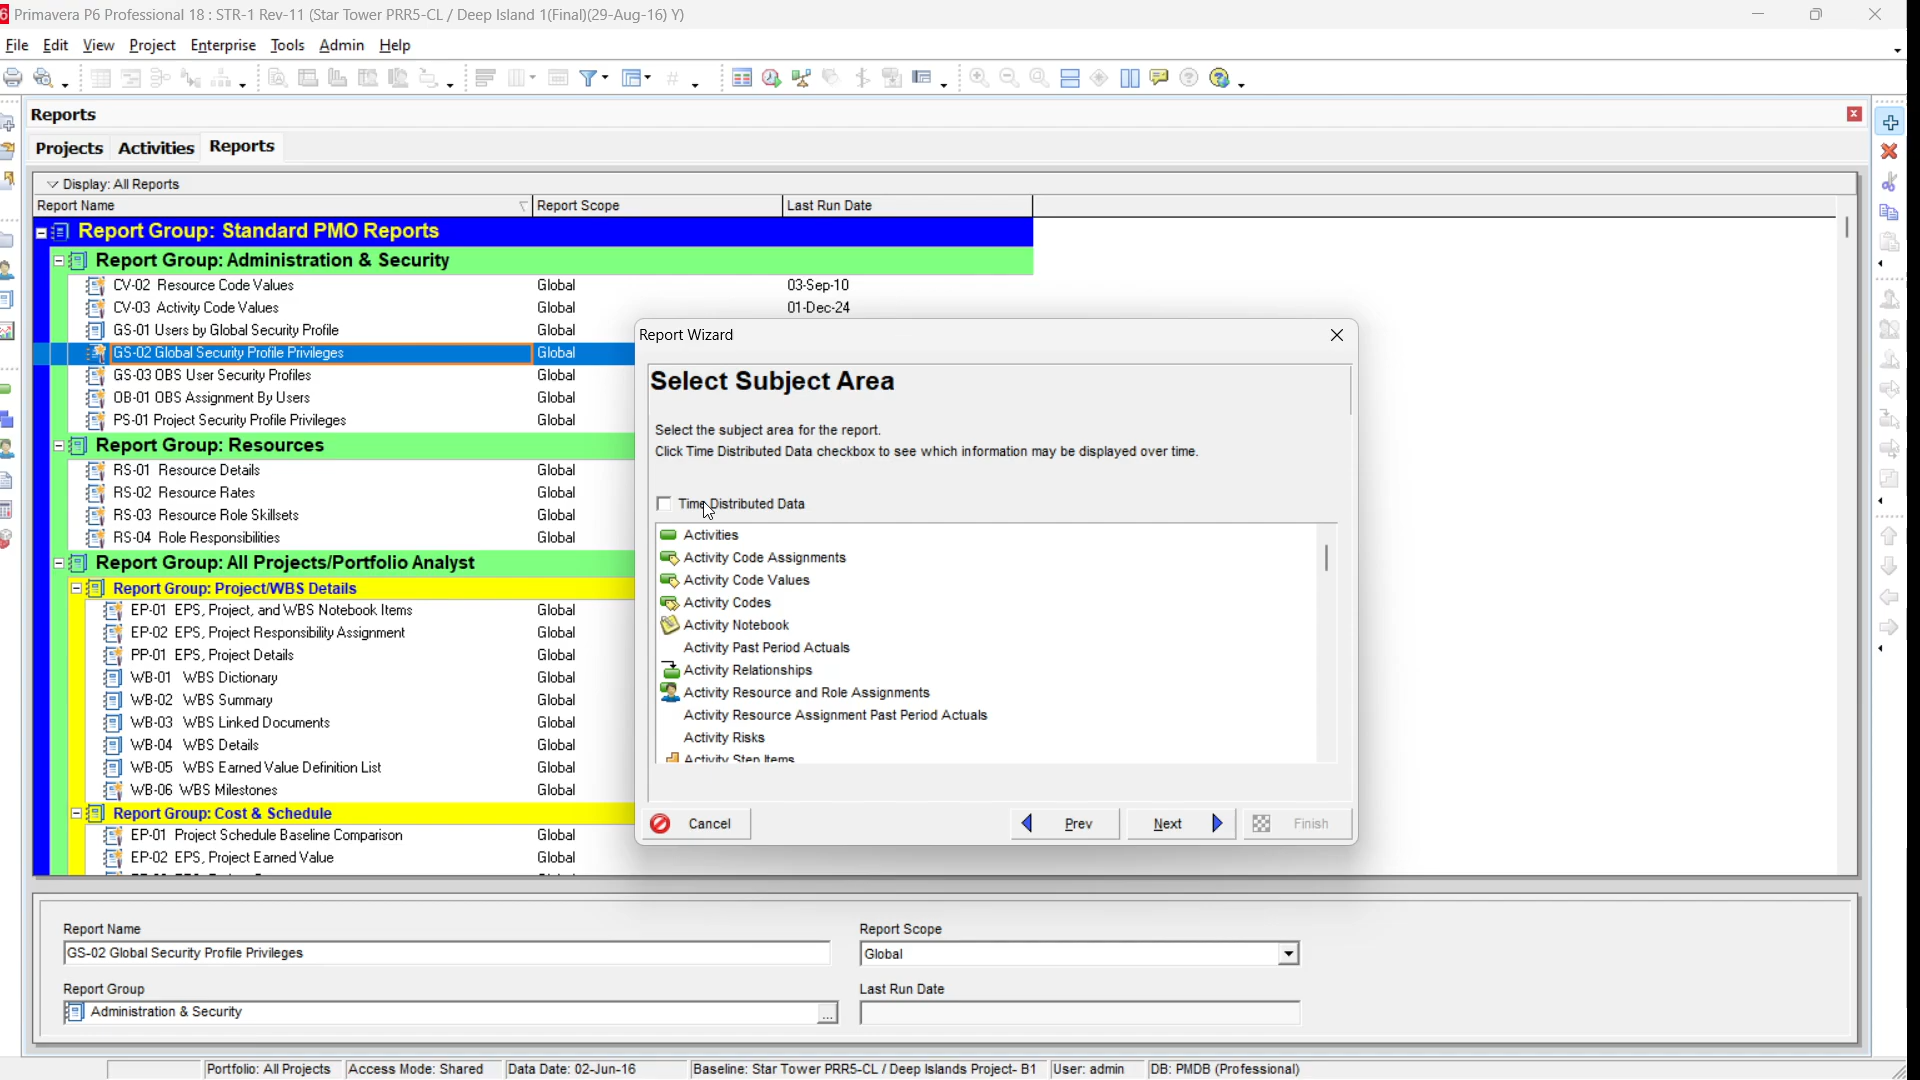 Primavera P6 Professional 18 : STR-1 Rev-11 (Star Tower PRR5-CL / Deep Island 1(Final)(29-Aug-16) Y)
File Edit View Project Enterprise Tools Admin Help
Reports
Projects Activities Reports
Display: All Reports
Report Name Report Scope Last Run Date
Report Group: Standard PMO Reports
Report Group: Administration & Security
CV-02 Resource Code Values Global 03-Sep-10
CV-03 Activity Code Values Global 01-Dec-24
GS-01 Users by Global Security Profile Global
GS-02 Global Security Profile Privileges Global
GS-03 OBS User Security Profiles Global
OB-01 OBS Assignment By Users Global
PS-01 Project Security Profile Privileges Global
Report Group: Resources
RS-01 Resource Details Global
RS-02 Resource Rates Global
RS-03 Resource Role Skillsets Global
RS-04 Role Responsibilities Global
Report Group: All Projects/Portfolio Analyst
Report Group: Project/WBS Details
EP-01 EPS, Project, and WBS Notebook Items Global
EP-02 EPS, Project Responsibility Assignment Global
PP-01 EPS, Project Details Global
WB-01 WBS Dictionary Global
WB-02 WBS Summary Global
WB-03 WBS Linked Documents Global
WB-04 WBS Details Global
WB-05 WBS Earned Value Definition List Global
WB-06 WBS Milestones Global
Report Group: Cost & Schedule
EP-01 Project Schedule Baseline Comparison Global
EP-02 EPS, Project Earned Value Global
Report Wizard
Select Subject Area
Select the subject area for the report.
Click Time Distributed Data checkbox to see which information may be displayed over time.
Time Distributed Data
Activities
Activity Code Assignments
Activity Code Values
Activity Codes
Activity Notebook
Activity Past Period Actuals
Activity Relationships
Activity Resource and Role Assignments
Activity Resource Assignment Past Period Actuals
Activity Risks
Activity Step Items
Cancel Prev Next Finish
Report Name Report Scope
GS-02 Global Security Profile Privileges Global
Report Group Last Run Date
Administration & Security ...
Portfolio: All Projects Access Mode: Shared Data Date: 02-Jun-16 Baseline: Star Tower PRR5-CL / Deep Islands Project- B1 User: admin DB: PMDB (Professional)